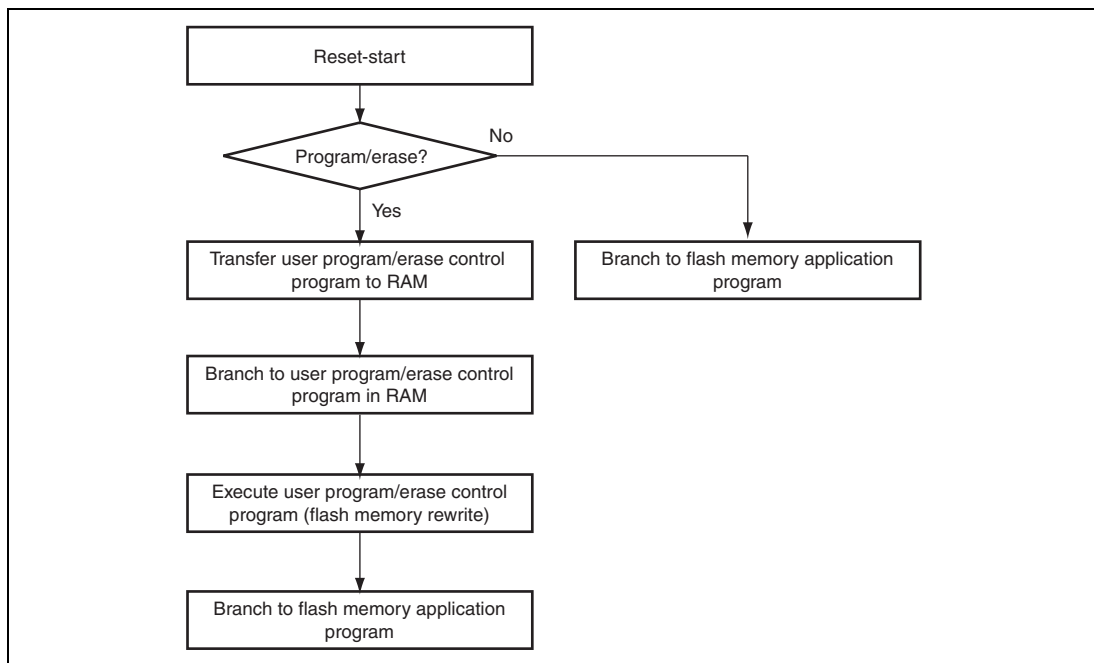 Reset-start
Program/erase?
No
Yes
Transfer user program/erase control
program to RAM
Branch to flash memory application
program
Branch to user program/erase control
program in RAM
Execute user program/erase control
program (flash memory rewrite)
Branch to flash memory application
program